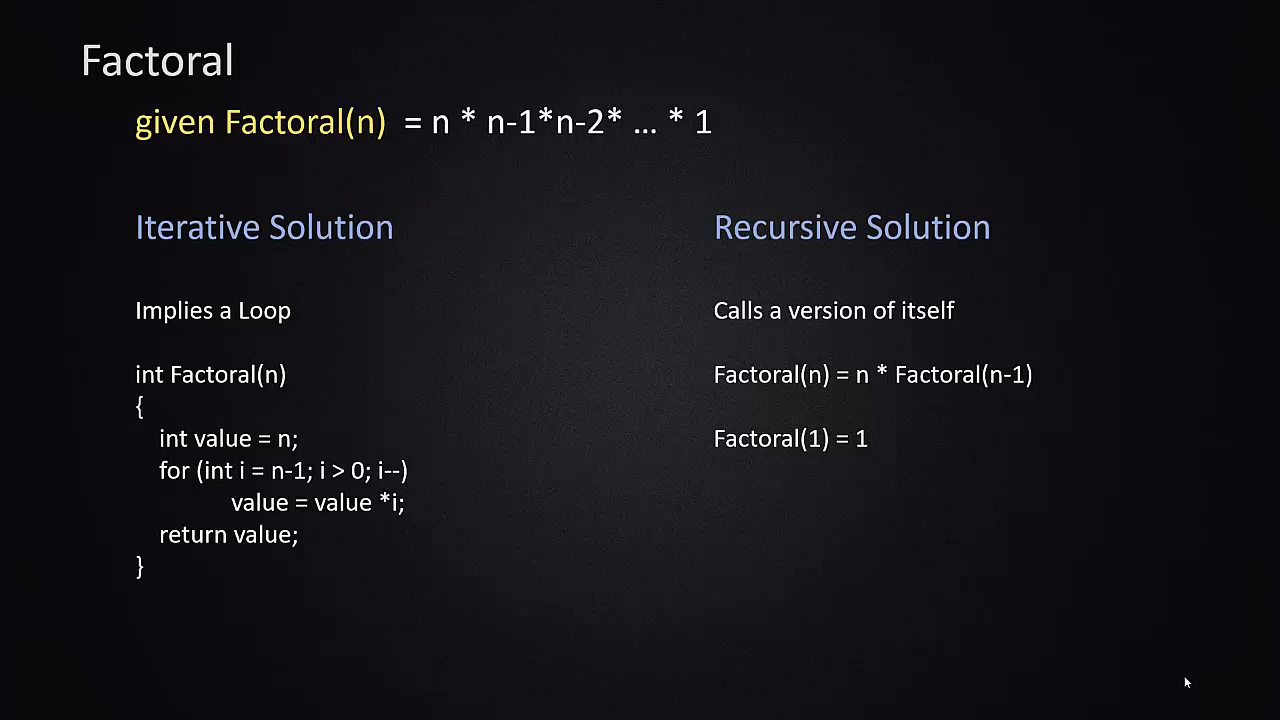 Factoral
given Factoral(n) = n * n-1*n-2* ... * 1
Iterative Solution
Implies a Loop
int Factoral(n)
{
int value = n;
for (int i = n-1; i > 0; i--)
value = value *i;
return value;
}
Recursive Solution
Calls a version of itself
Factoral(n) = n * Factoral(n-1)
Factoral(1) = 1